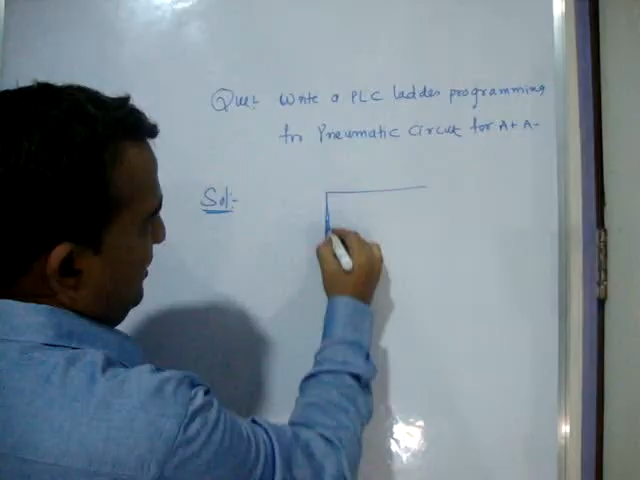 Que:- Write a PLC ladder programming
for Pneumatic Circuit for A+ A-
Sol:-